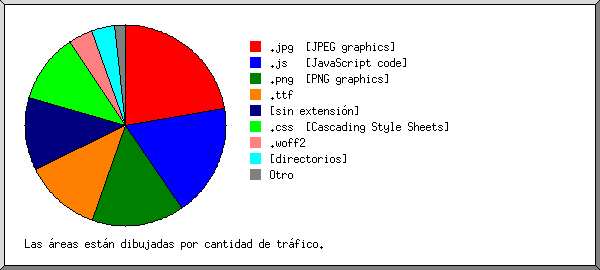 .jpg [JPEG graphics]
.js [JavaScript code]
.png [PNG graphics]
.ttf
[sin extensión]
.css [Cascading Style Sheets]
.woff2
[directorios]
Otro
Las áreas están dibujadas por cantidad de tráfico.